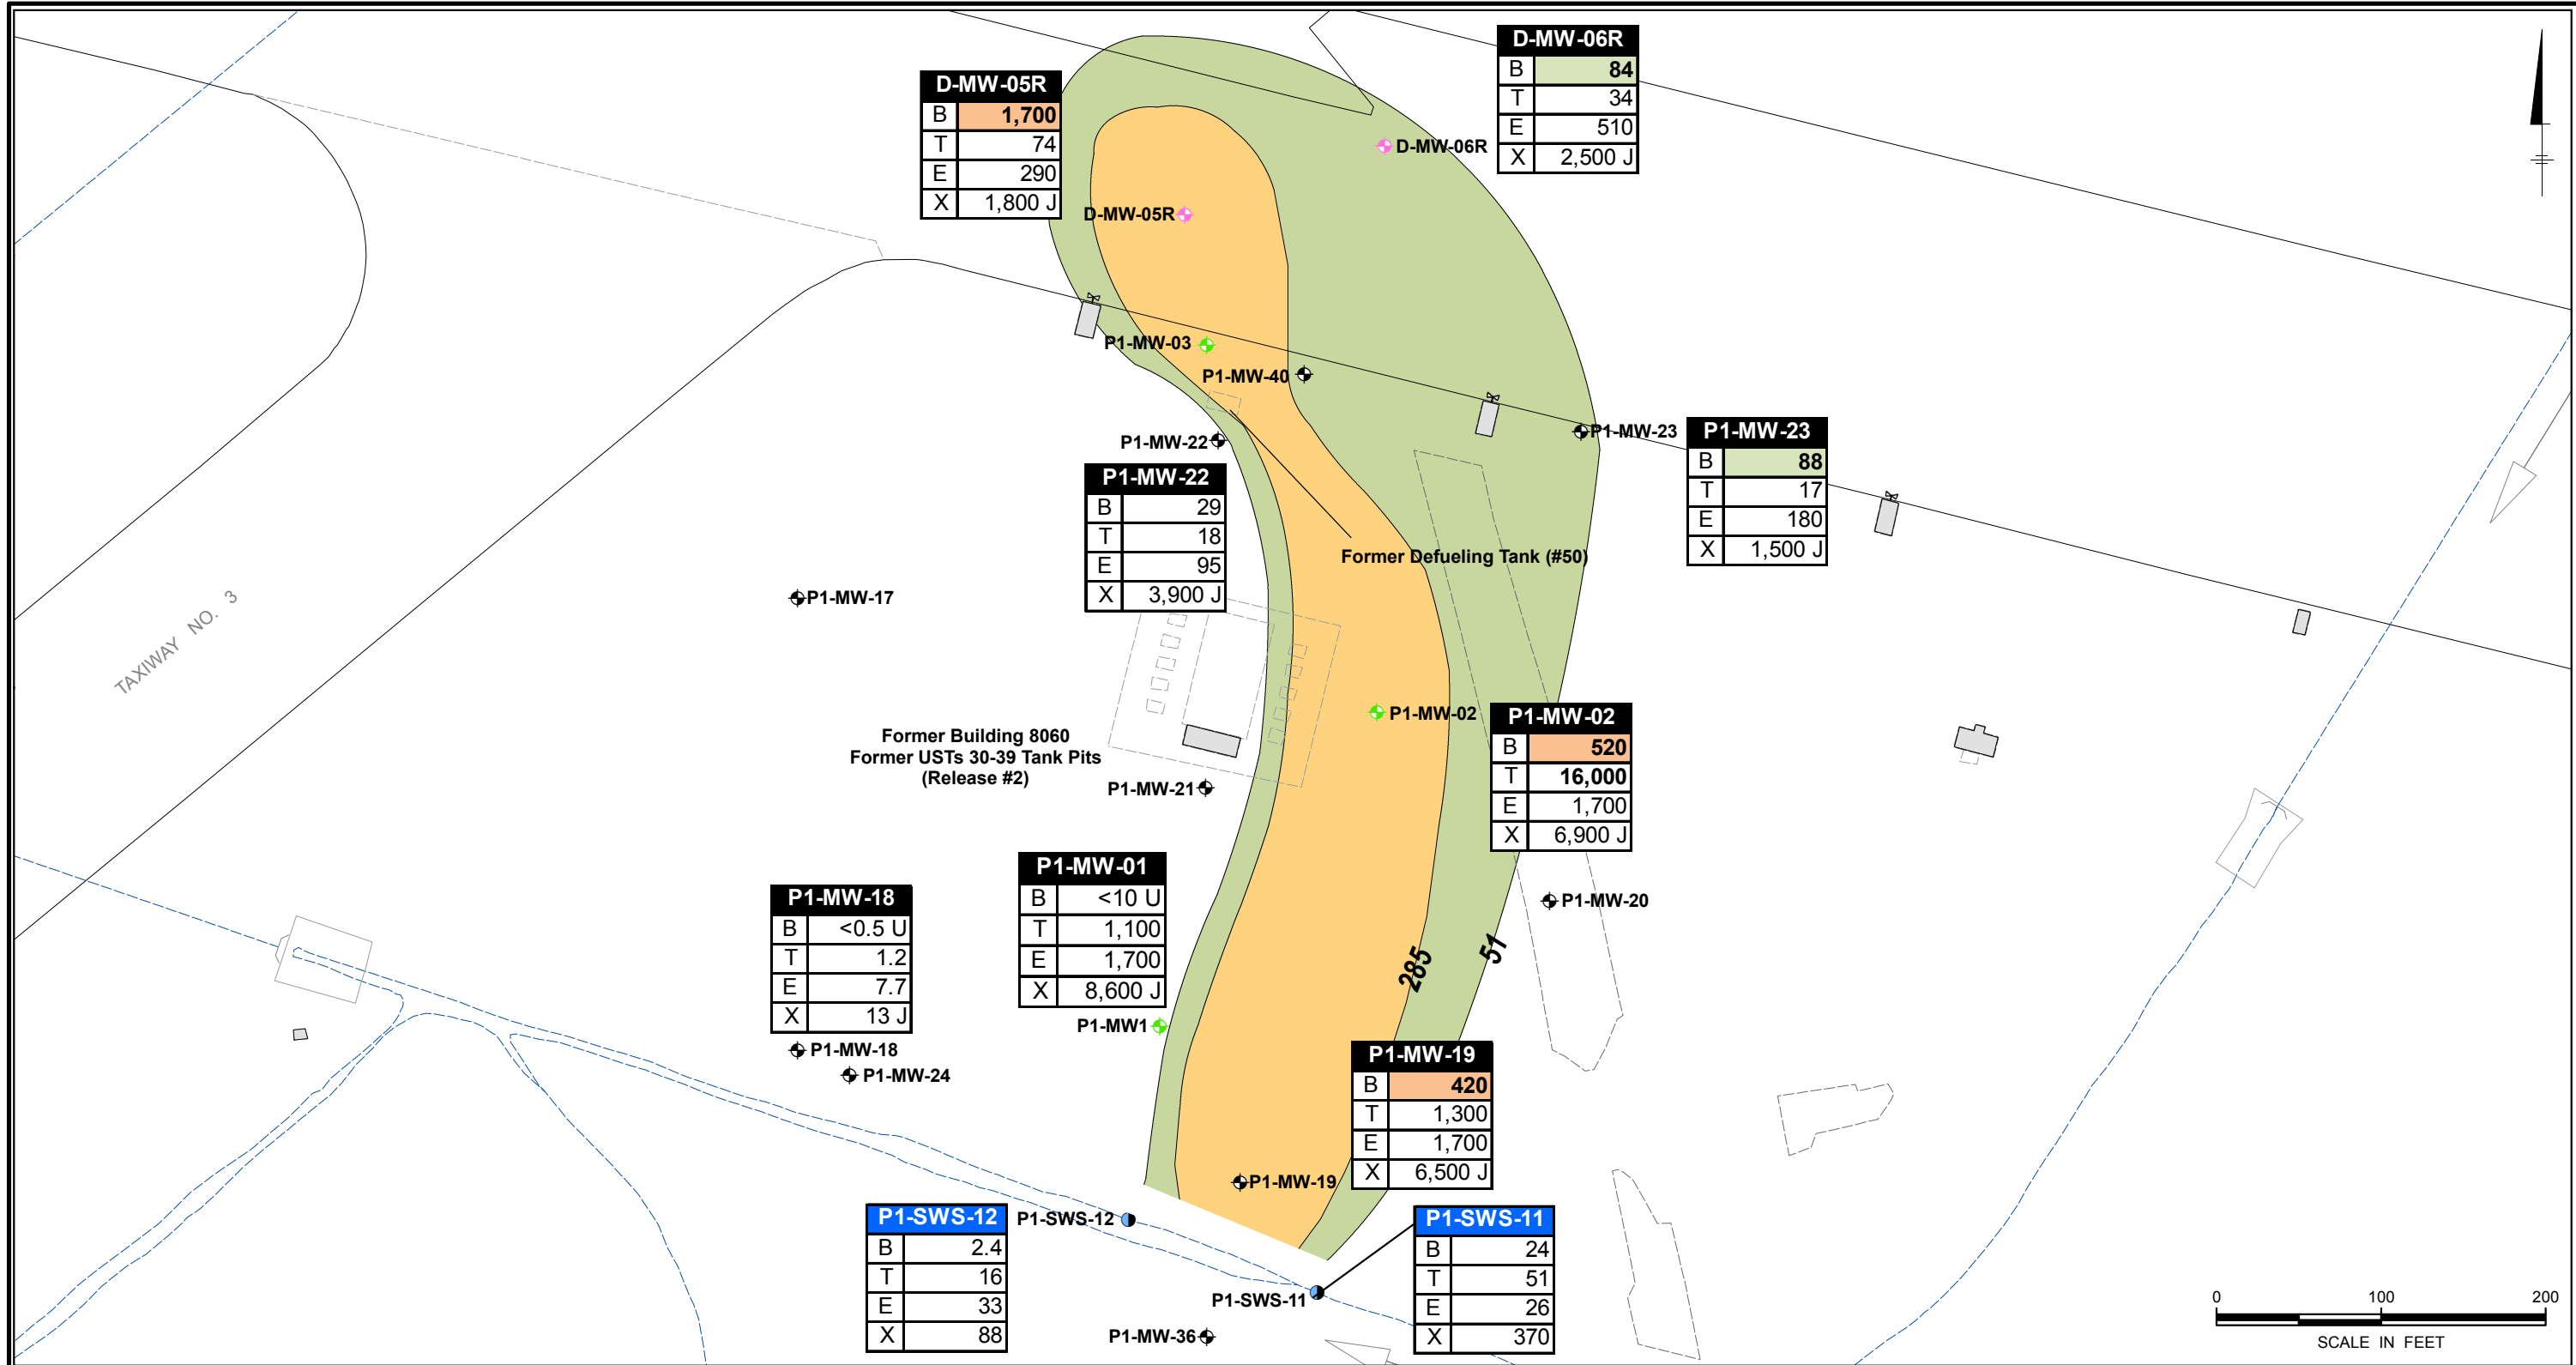 D-MW-06R
B 84
T 34
E 510
X 2,500 J
D-MW-05R
B 1,700
T 74
E 290
X 1,800 J
D-MW-06R
D-MW-05R
P1-MW-03
P1-MW-40
P1-MW-22
P1-MW-23
P1-MW-23
B 88
T 17
E 180
X 1,500 J
P1-MW-22
B 29
T 18
E 95
X 3,900 J
Former Defueling Tank (#50)
P1-MW-17
TAXIWAY NO. 3
Former Building 8060
Former USTs 30-39 Tank Pits
(Release #2)
P1-MW-02
P1-MW-02
B 520
T 16,000
E 1,700
X 6,900 J
P1-MW-21
P1-MW-20
P1-MW-01
B <10 U
T 1,100
E 1,700
X 8,600 J
P1-MW-18
B <0.5 U
T 1.2
E 7.7
X 13 J
285
51
P1-MW1
P1-MW-18
P1-MW-24
P1-MW-19
B 420
T 1,300
E 1,700
X 6,500 J
P1-MW-19
P1-SWS-12
B 2.4
T 16
E 33
X 88
P1-SWS-12
P1-SWS-11
B 24
T 51
E 26
X 370
P1-SWS-11
P1-MW-36
0 100 200
SCALE IN FEET